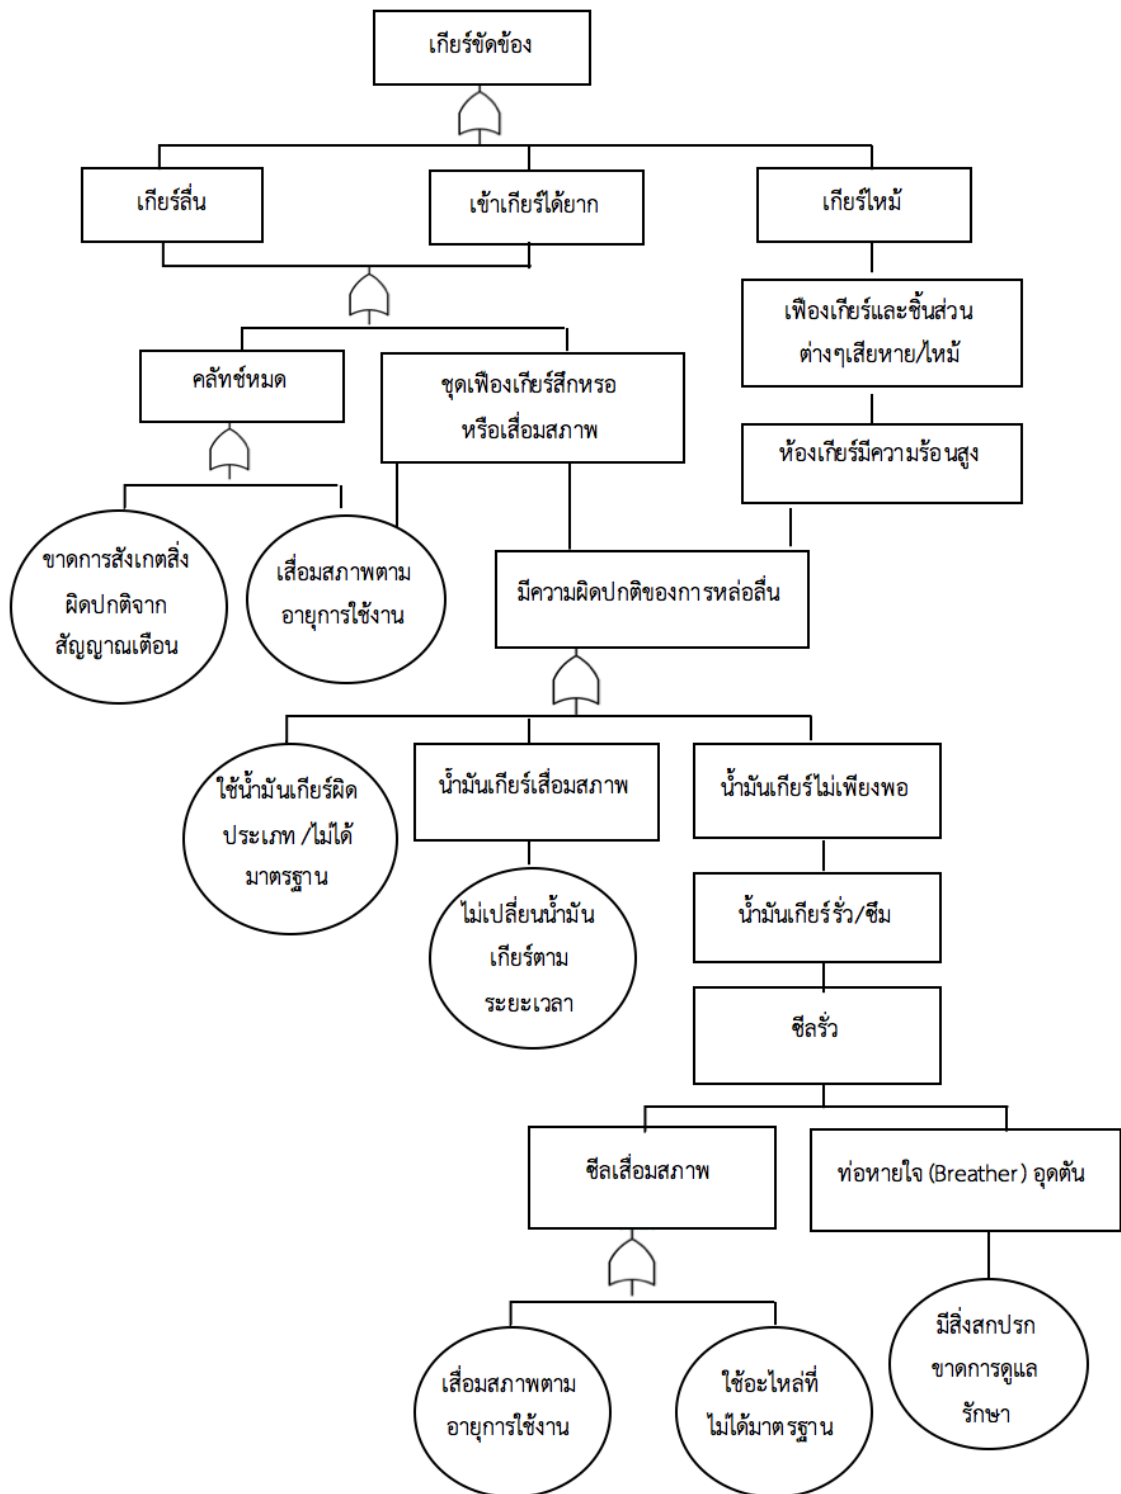 เกียร์ขัดข้อง
เกียร์ลื่น
เข้าเกียร์ได้ยาก
เกียร์ไหม้
เฟืองเกียร์และชิ้นส่วน
ต่างๆเสียหาย/ไหม้
คลัทช์หมด
ชุดเฟืองเกียร์สึกหรอ
หรือเสื่อมสภาพ
ห้องเกียร์มีความร้อนสูง
ขาดการสังเกตสิ่ง
ผิดปกติจาก
สัญญาณเตือน
เสื่อมสภาพตาม
อายุการใช้งาน
มีความผิดปกติของการหล่อลื่น
ใช้น้ำมันเกียร์ผิด
ประเภท /ไม่ได้
มาตรฐาน
น้ำมันเกียร์เสื่อมสภาพ
น้ำมันเกียร์ไม่เพียงพอ
ไม่เปลี่ยนน้ำมัน
เกียร์ตาม
ระยะเวลา
น้ำมันเกียร์รั่ว/ซึม
ซีลรั่ว
ซีลเสื่อมสภาพ
ท่อหายใจ (Breather) อุดตัน
เสื่อมสภาพตาม
อายุการใช้งาน
ใช้อะไหล่ที่
ไม่ได้มาตรฐาน
มีสิ่งสกปรก
ขาดการดูแล
รักษา